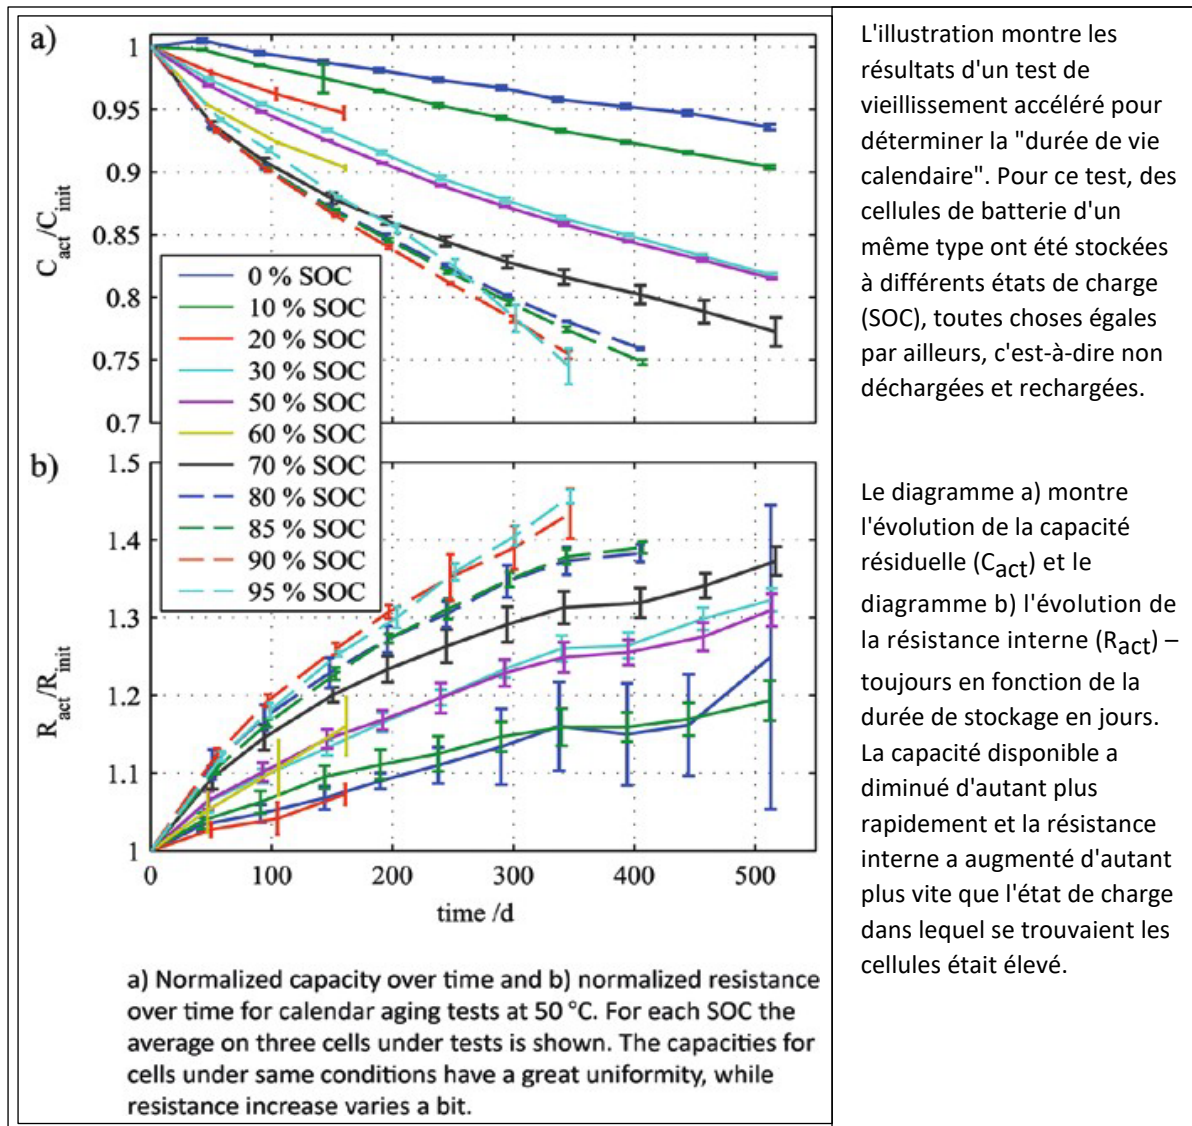 a)
1
0.95
0.9
0.85
0.8
0.75
0.7
C_act/C_init
0 % SOC
10 % SOC
20 % SOC
30 % SOC
50 % SOC
60 % SOC
70 % SOC
80 % SOC
85 % SOC
90 % SOC
95 % SOC
b)
1.5
1.4
1.3
1.2
1.1
1
R_act/R_init
0 100 200 300 400 500
time /d
a) Normalized capacity over time and b) normalized resistance
over time for calendar aging tests at 50 °C. For each SOC the
average on three cells under tests is shown. The capacities for
cells under same conditions have a great uniformity, while
resistance increase varies a bit.
L'illustration montre les
résultats d'un test de
vieillissement accéléré pour
déterminer la "durée de vie
calendaire". Pour ce test, des
cellules de batterie d'un
même type ont été stockées
à différents états de charge
(SOC), toutes choses égales
par ailleurs, c'est-à-dire non
déchargées et rechargées.
Le diagramme a) montre
l'évolution de la capacité
résiduelle (Cact) et le
diagramme b) l'évolution de
la résistance interne (Ract) –
toujours en fonction de la
durée de stockage en jours.
La capacité disponible a
diminué d'autant plus
rapidement et la résistance
interne a augmenté d'autant
plus vite que l'état de charge
dans lequel se trouvaient les
cellules était élevé.